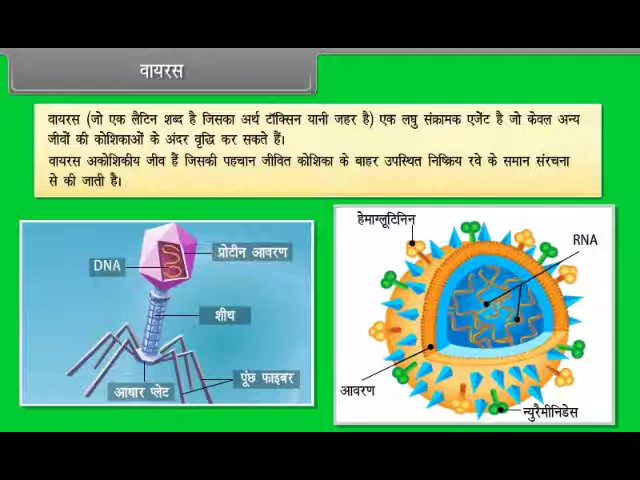 वायरस
वायरस (जो एक लैटिन शब्द है जिसका अर्थ टॉक्सिन यानी जहर है) एक लघु संक्रामक एजेंट है जो केवल अन्य
जीवों की कोशिकाओं के अंदर वृद्धि कर सकते हैं।
वायरस अकोशिकीय जीव हैं जिसकी पहचान जीवित कोशिका के बाहर उपस्थित निष्क्रिय रवे के समान संरचना
से की जाती है।
प्रोटीन आवरण
DNA
शीथ
पूंछ फाइबर
आधार प्लेट
हेमाग्लूटिनिन
RNA
आवरण
न्युरैमीनिडेस